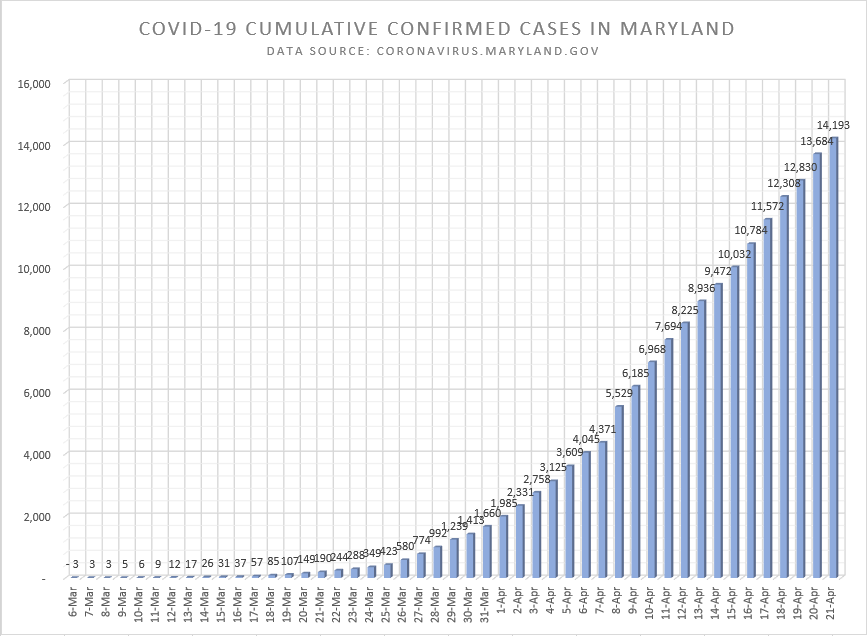 COVID-19 CUMULATIVE CONFIRMED CASES IN MARYLAND
DATA SOURCE: CORONAVIRUS.MARYLAND.GOV
16,000
14,000
12,000
10,000
8,000
6,000
4,000
2,000
-
3
3
3
5
6
9
12
17
26
31
37
57
85
107
149
190
244
288
349
423
580
774
992
1,239
1,413
1,660
1,985
2,331
2,758
3,125
3,609
4,045
4,371
5,529
6,185
6,968
7,694
8,225
8,936
9,472
10,032
10,784
11,572
12,308
12,830
13,684
14,193
6-Mar
7-Mar
8-Mar
9-Mar
10-Mar
11-Mar
12-Mar
13-Mar
14-Mar
15-Mar
16-Mar
17-Mar
18-Mar
19-Mar
20-Mar
21-Mar
22-Mar
23-Mar
24-Mar
25-Mar
26-Mar
27-Mar
28-Mar
29-Mar
30-Mar
31-Mar
1-Apr
2-Apr
3-Apr
4-Apr
5-Apr
6-Apr
7-Apr
8-Apr
9-Apr
10-Apr
11-Apr
12-Apr
13-Apr
14-Apr
15-Apr
16-Apr
17-Apr
18-Apr
19-Apr
20-Apr
21-Apr